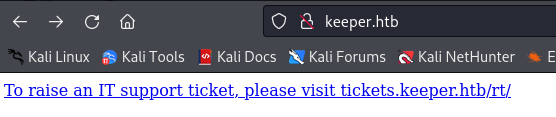 keeper.htb
Kali Linux Kali Tools Kali Docs Kali Forums Kali NetHunter
To raise an IT support ticket, please visit tickets.keeper.htb/rt/